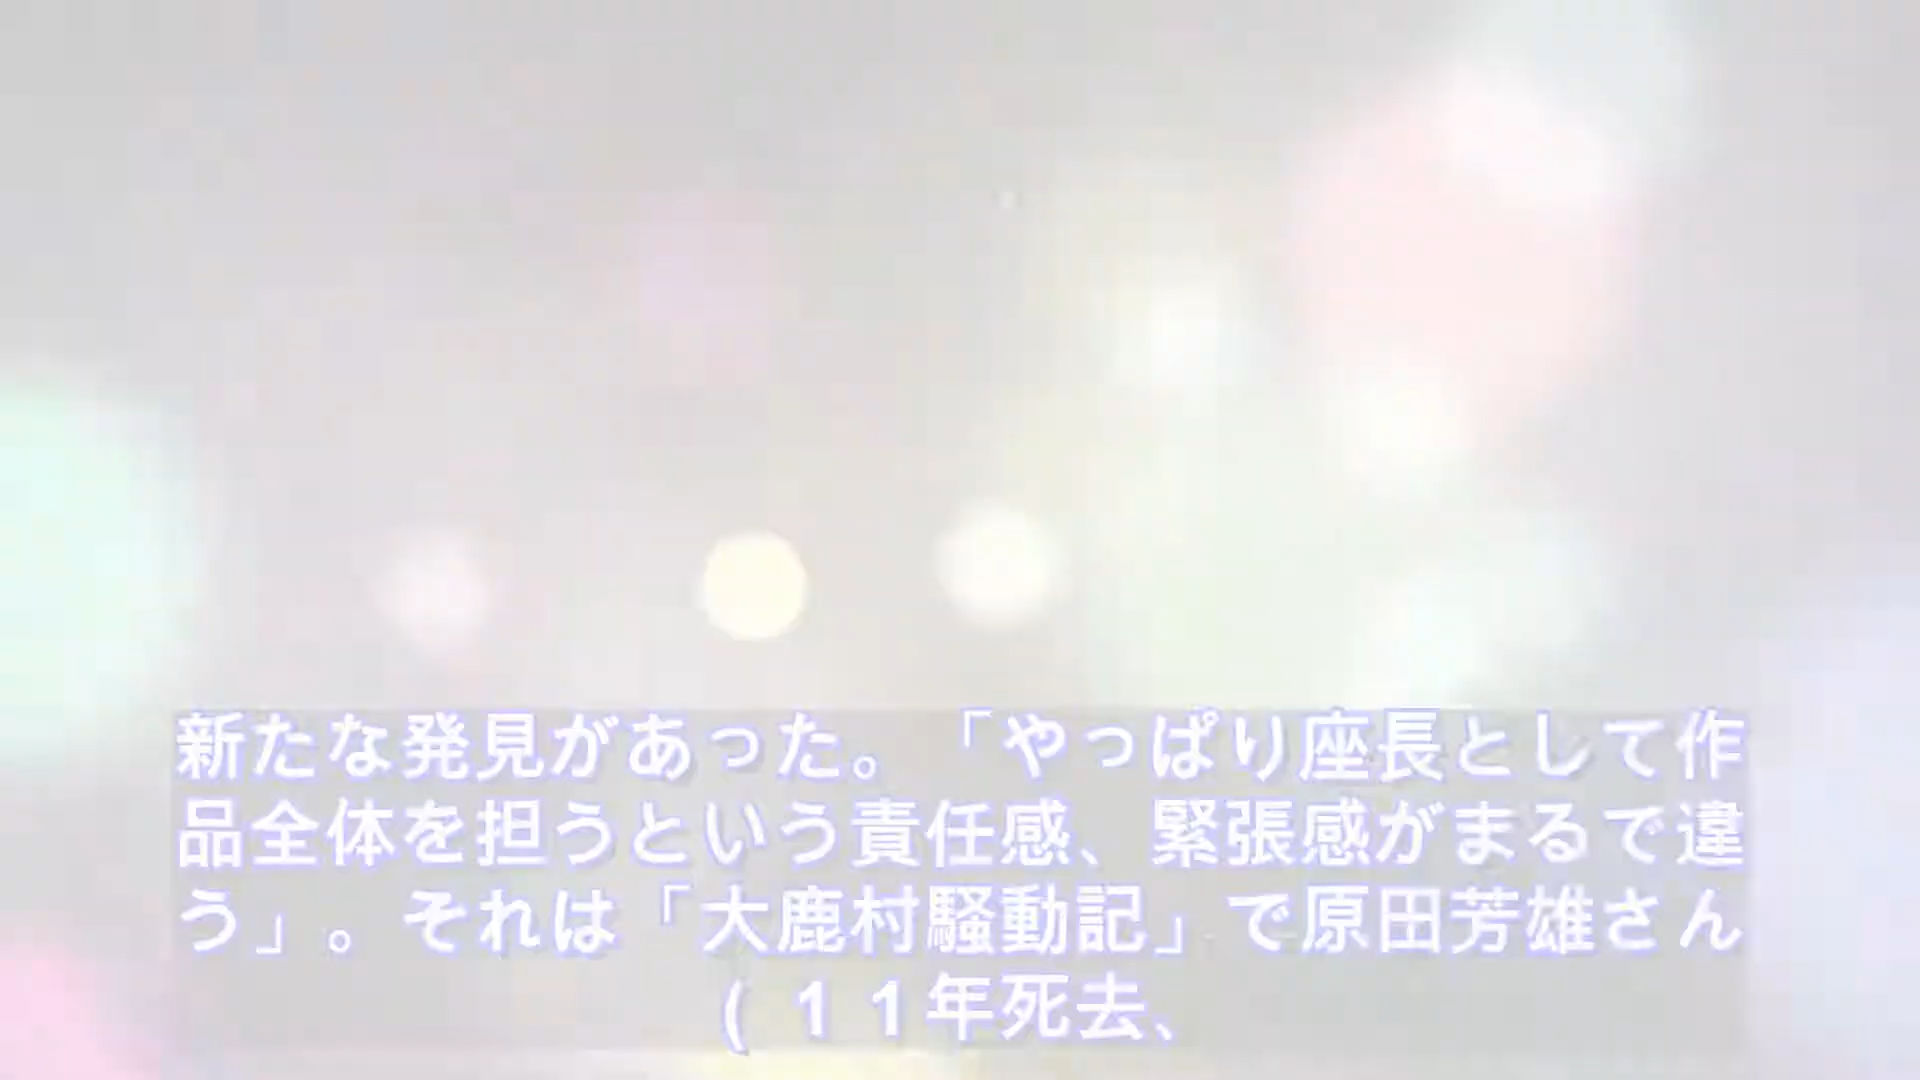 新たな発見があった。「やっぱり座長として作
品全体を担うという責任感、緊張感がまるで違
う」。それは「大鹿村騒動記」で原田芳雄さん
(１１年死去、